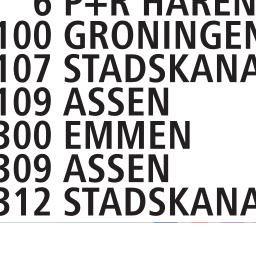 6 P+R HAREN
100 GRONINGEN
107 STADSKANA
109 ASSEN
300 EMMEN
309 ASSEN
312 STADSKANA